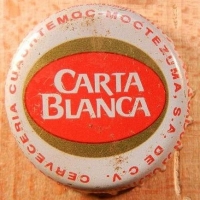 CARTA
BLANCA
CERVECERIA CUAUHTEMOC-MOCTEZUMA, S.A. DE C.V.